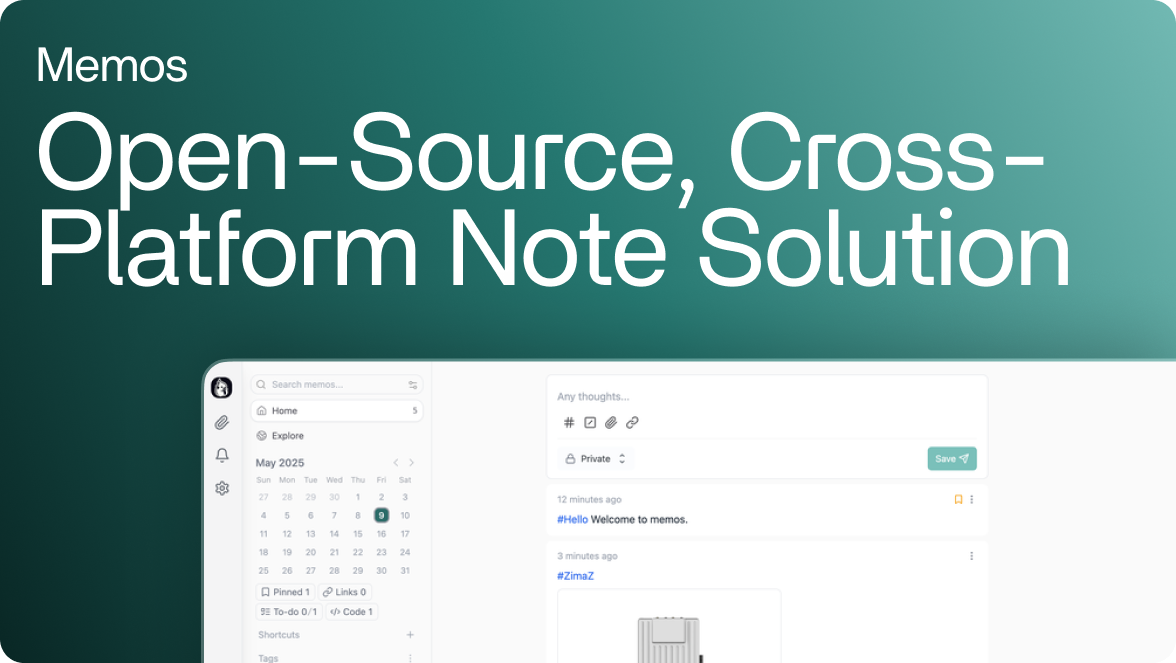 Memos
Open-Source, Cross-
Platform Note Solution
Search memos...
Home 5
Explore
May 2025
Sun Mon Tue Wed Thu Fri Sat
27 28 29 30 1 2 3
4 5 6 7 8 9 10
11 12 13 14 15 16 17
18 19 20 21 22 23 24
25 26 27 28 29 30 31
Pinned 1 Links 0
To-do 0/1 Code 1
Shortcuts
Tags
Any thoughts...
Private
Save
12 minutes ago
#Hello Welcome to memos.
3 minutes ago
#ZimaZ